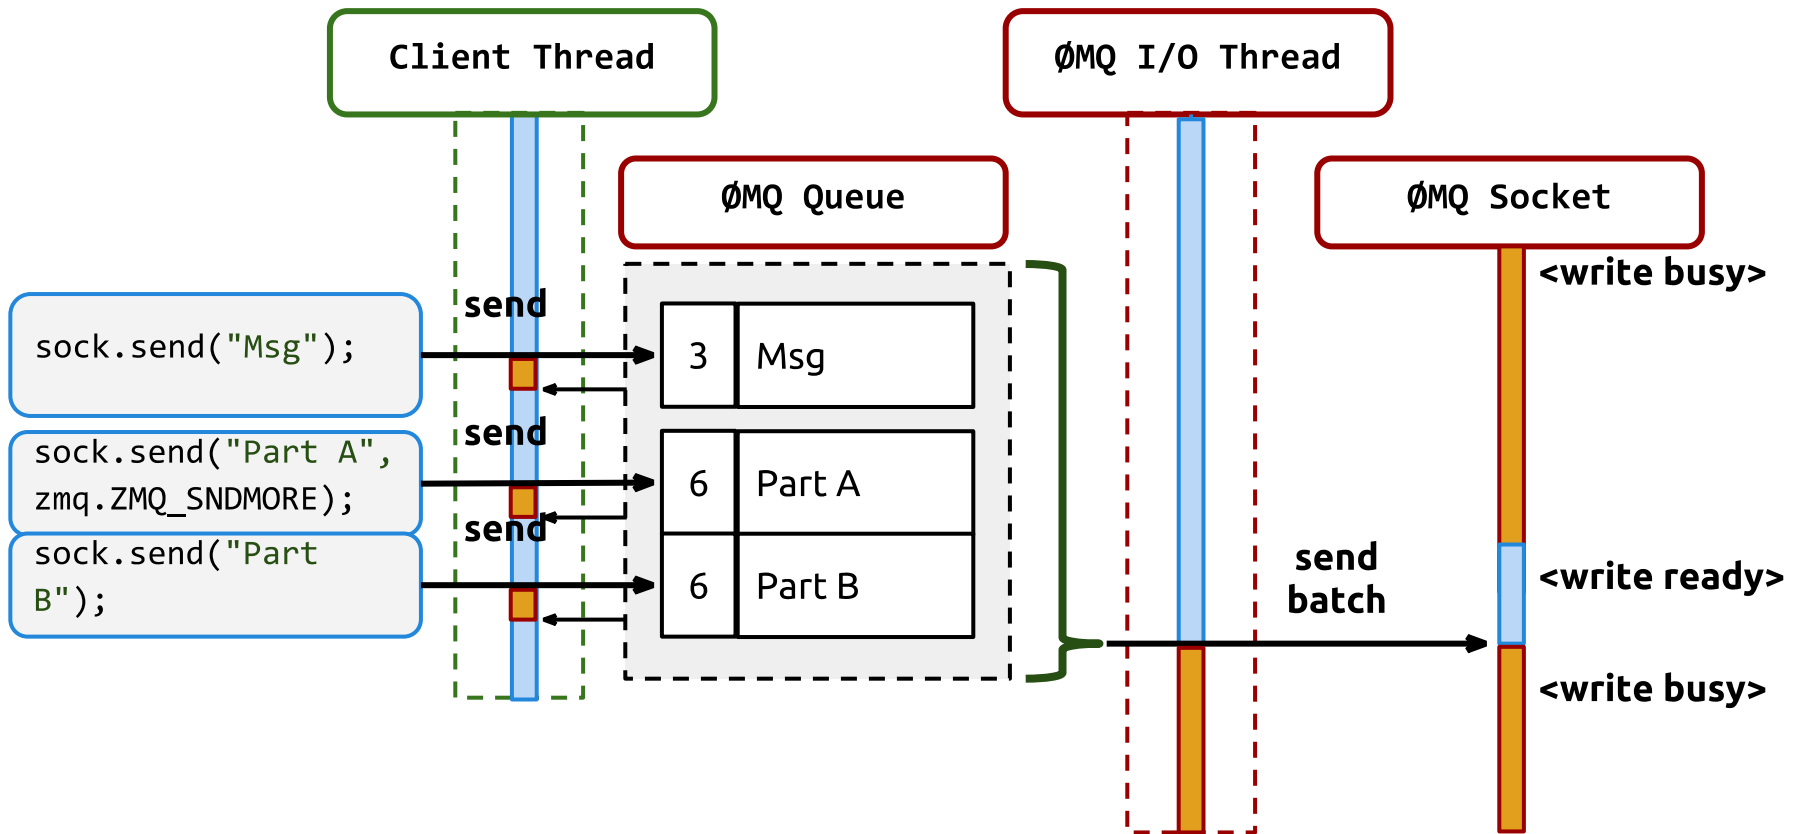 Client Thread
ØMQ I/O Thread
ØMQ Queue
ØMQ Socket
<write busy>
send
sock.send("Msg");
3
Msg
send
sock.send("Part A",
zmq.ZMQ_SNDMORE);
6
Part A
send
sock.send("Part
B");
6
Part B
send
batch
<write ready>
<write busy>